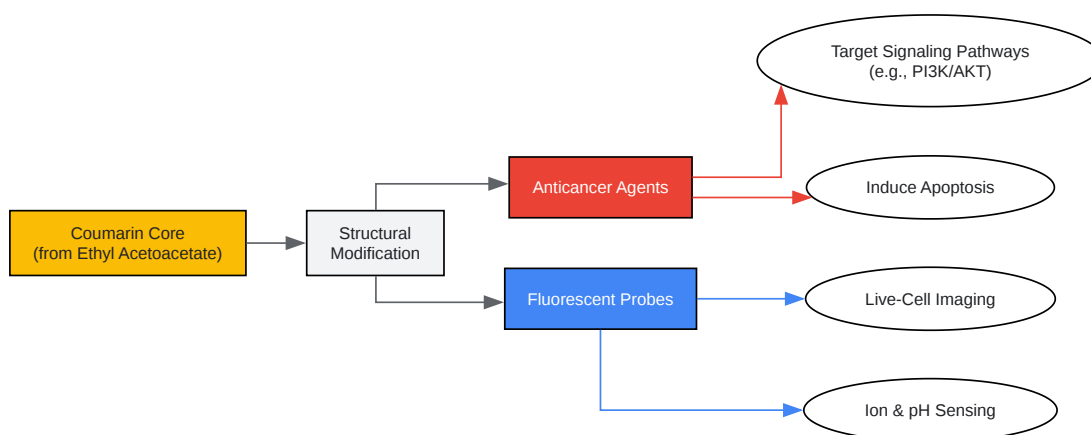 Target Signaling Pathways
(e.g., PI3K/AKT)
Anticancer Agents
Induce Apoptosis
Coumarin Core
(from Ethyl Acetoacetate)
Structural
Modification
Fluorescent Probes
Live-Cell Imaging
Ion & pH Sensing